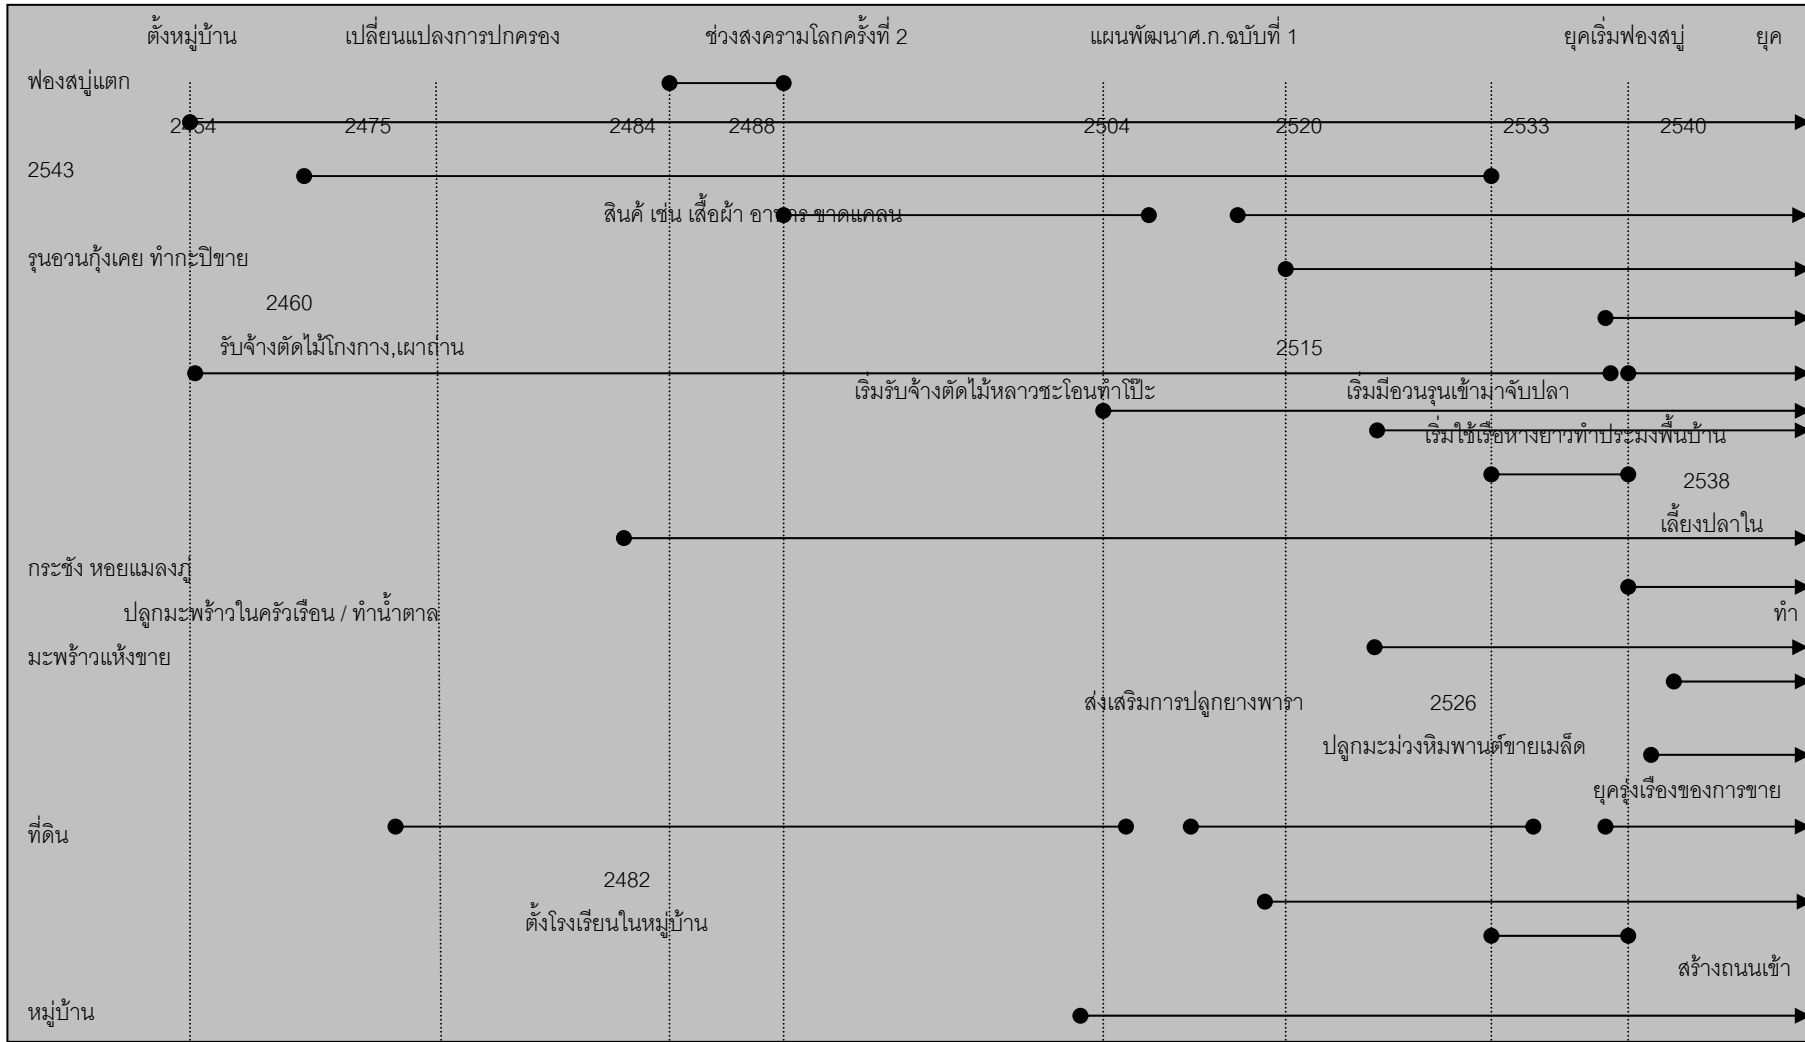 ตั้งหมู่บ้าน เปลี่ยนแปลงการปกครอง ช่วงสงครามโลกครั้งที่ 2 แผนพัฒนาศ.ก.ฉบับที่ 1 ยุคเริ่มฟองสบู่ ยุค
ฟองสบู่แตก
2454 2475 2484 2488 2504 2520 2533 2540
2543
สินค้ เช่น เสื้อผ้า อาหาร ขาดแคลน
รุนอวนกุ้งเคย ทำกะปิขาย
2460
รับจ้างตัดไม้โกงกาง,เผาถ่าน 2515
เริ่มรับจ้างตัดไม้หลาวชะโอนทำโป๊ะ เริ่มมีอวนรุนเข้ามาจับปลา
เริ่มใช้เรือหางยาวทำประมงพื้นบ้าน
2538
เลี้ยงปลาใน
กระชัง หอยแมลงภู่
ปลูกมะพร้าวในครัวเรือน / ทำน้ำตาล ทำ
มะพร้าวแห้งขาย
ส่งเสริมการปลูกยางพารา 2526
ปลูกมะม่วงหิมพานต์ขายเมล็ด
ยุครุ่งเรืองของการขาย
ที่ดิน
2482
ตั้งโรงเรียนในหมู่บ้าน
สร้างถนนเข้า
หมู่บ้าน